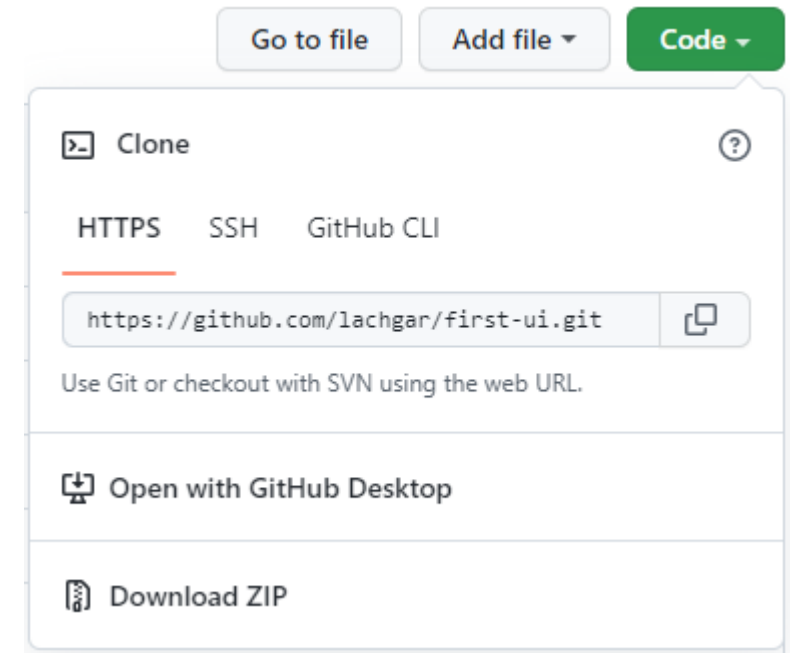 Go to file Add file Code
Clone
HTTPS SSH GitHub CLI
https://github.com/lachgar/first-ui.git
Use Git or checkout with SVN using the web URL.
Open with GitHub Desktop
Download ZIP